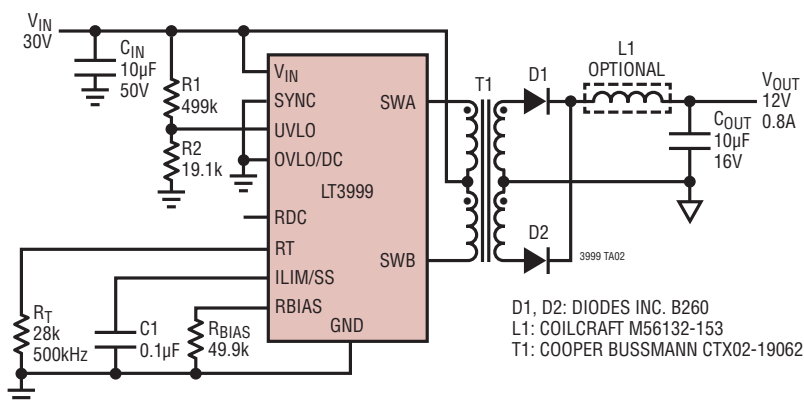 VIN
30V
CIN
10µF
50V
R1
499k
R2
19.1k
VIN
SYNC
UVLO
OVLO/DC
LT3999
RDC
RT
ILIM/SS
RBIAS
GND
SWA
SWB
T1
D1
D2
L1
OPTIONAL
VOUT
12V
0.8A
COUT
10µF
16V
3999 TA02
RT
28k
500kHz
C1
0.1µF
RBIAS
49.9k
D1, D2: DIODES INC. B260
L1: COILCRAFT M56132-153
T1: COOPER BUSSMANN CTX02-19062